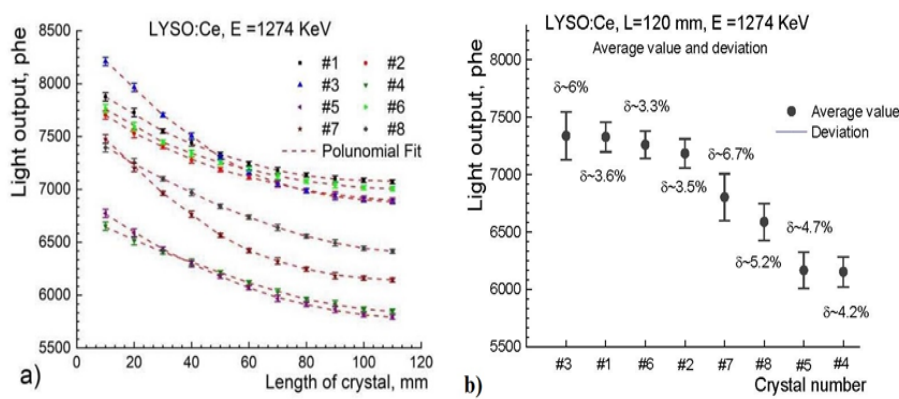 LYSO:Ce, E =1274 KeV
Light output, phe
8500
8000
7500
7000
6500
6000
5500
#1 #2
#3 #4
#5 #6
#7 #8
Polunomial Fit
0 20 40 60 80 100 120
Length of crystal, mm
a)
LYSO:Ce, L=120 mm, E =1274 KeV
Average value and deviation
Light output, phe
8000
7500
7000
6500
6000
5500
Average value
Deviation
δ~6%
δ~3.6%
δ~3.3%
δ~3.5%
δ~6.7%
δ~5.2%
δ~4.7%
δ~4.2%
#3 #1 #6 #2 #7 #8 #5 #4
Crystal number
b)